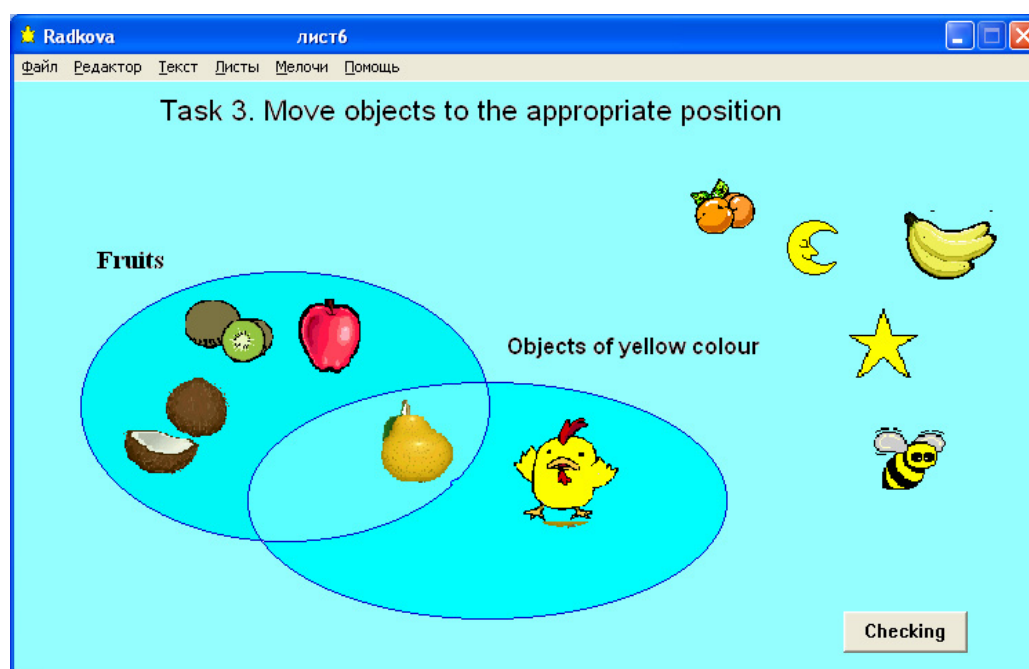 Radkova лист6
Файл Редактор Текст Листы Мелочи Помощь
Task 3. Move objects to the appropriate position
Fruits
Objects of yellow colour
Checking